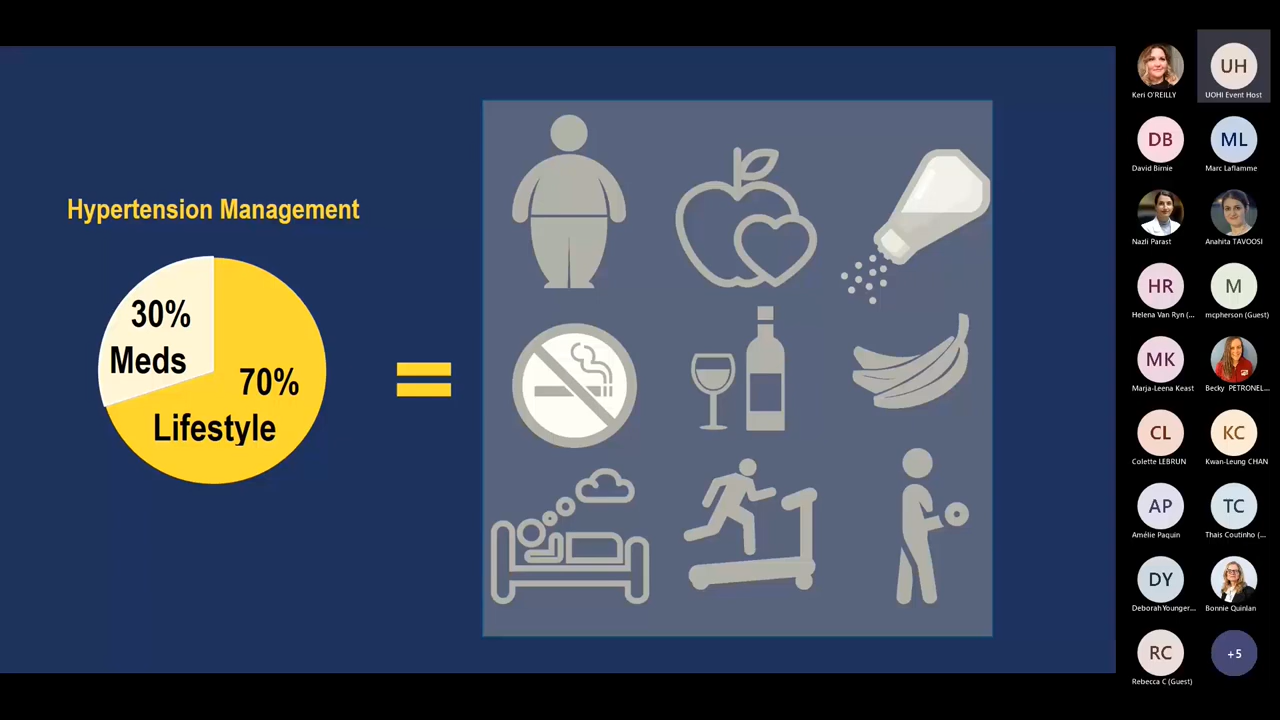 Hypertension Management
30%
Meds
70%
Lifestyle
Keri O'REILLY
UH
UOHI Event Host
DB
David Birnie
ML
Marc Laflamme
Nazli Parast
Anahita TAVOOSI
HR
Helena Van Ryn (...
M
mcpherson (Guest)
MK
Marja-Leena Keast
Becky PETRONEL...
CL
Colette LEBRUN
KC
Kwan-Leung CHAN
AP
Amélie Paquin
TC
Thais Coutinho (...
DY
Deborah Younger...
Bonnie Quinlan
RC
Rebecca C (Guest)
+5